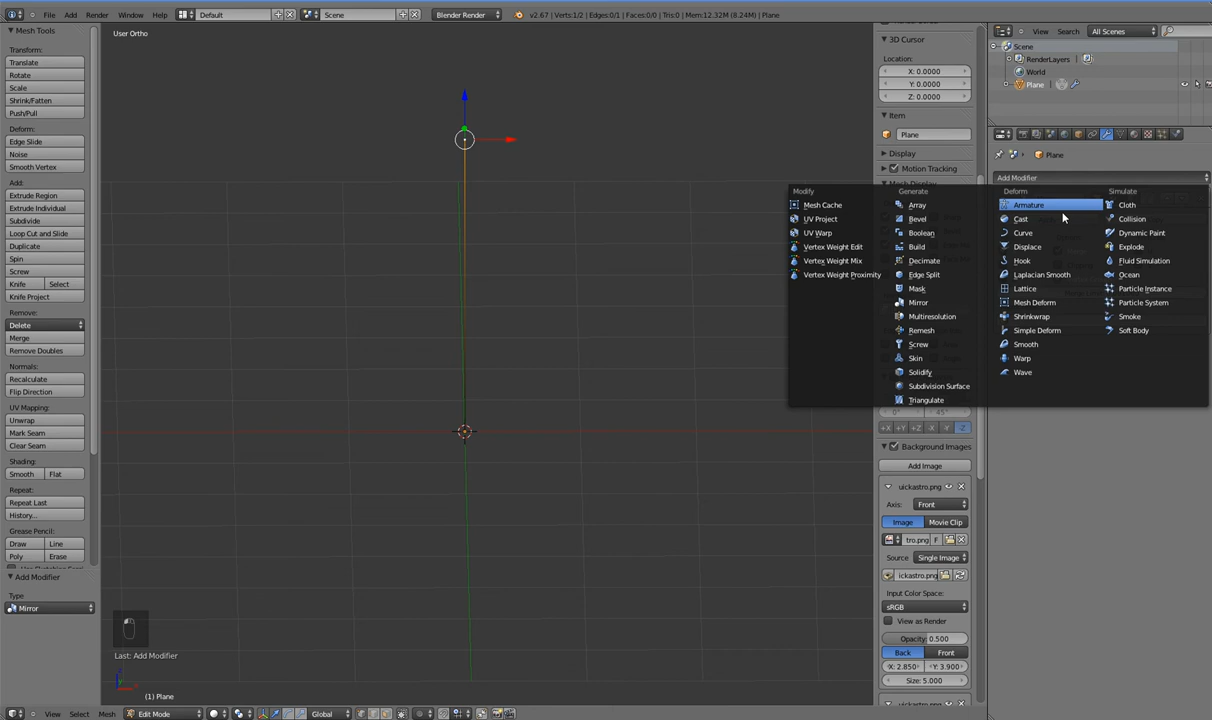 File Add Render Window Help Default Scene Blender Render v2.67 | Verts:1/2 | Edges:0/1 | Faces:0/0 | Tris:0 | Mem:12.32M (8.24M) | Plane
Mesh Tools
Transform:
Translate
Rotate
Scale
Shrink/Fatten
Push/Pull
Deform:
Edge Slide
Noise
Smooth Vertex
Add:
Extrude Region
Extrude Individual
Subdivide
Loop Cut and Slide
Duplicate
Spin
Screw
Knife Select
Knife Project
Remove:
Delete
Merge
Remove Doubles
Normals:
Recalculate
Flip Direction
UV Mapping:
Unwrap
Mark Seam
Clear Seam
Shading:
Smooth Flat
Repeat:
Repeat Last
History...
Grease Pencil:
Draw Line
Poly Erase
Add Modifier
Type
Mirror
User Ortho
Last: Add Modifier
(1) Plane
View Select Mesh Edit Mode Global
3D Cursor
Location:
X: 0.0000
Y: 0.0000
Z: 0.0000
Item
Plane
Display
Motion Tracking
Modify
Mesh Cache
UV Project
UV Warp
Vertex Weight Edit
Vertex Weight Mix
Vertex Weight Proximity
Generate
Array
Bevel
Boolean
Build
Decimate
Edge Split
Mask
Mirror
Multiresolution
Remesh
Screw
Skin
Solidify
Subdivision Surface
Triangulate
Deform
Armature
Cast
Curve
Displace
Hook
Laplacian Smooth
Lattice
Mesh Deform
Shrinkwrap
Simple Deform
Smooth
Warp
Wave
Simulate
Cloth
Collision
Dynamic Paint
Explode
Fluid Simulation
Ocean
Particle Instance
Particle System
Smoke
Soft Body
0° 45°
+X +Y +Z -X -Y -Z
Background Images
Add Image
uickastro.png
Axis: Front
Image Movie Clip
tro.png F
Source: Single Image
ickastro.png
Input Color Space:
sRGB
View as Render
Opacity: 0.500
Back Front
X: 2.850 Y: 3.900
Size: 5.000
View Search All Scenes
Scene
RenderLayers
World
Plane
Plane
Add Modifier